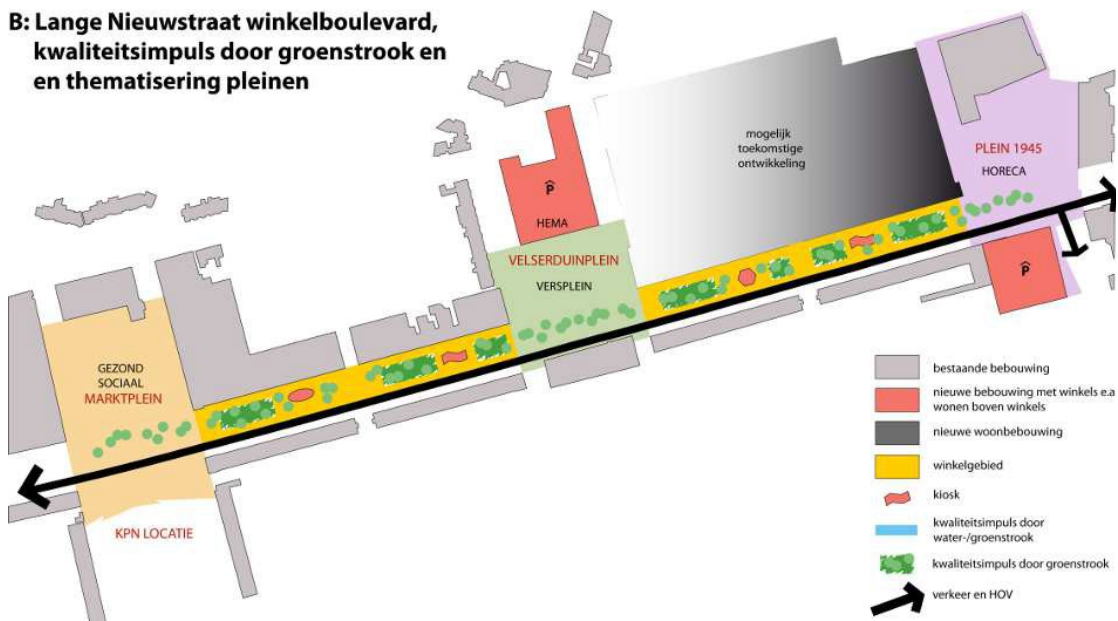 B: Lange Nieuwstraat winkelboulevard,
kwaliteitsimpuls door groenstrook en
en thematisering pleinen
mogelijk
toekomstige
ontwikkeling
PLEIN 1945
HORECA
P
HEMA
VELSERDUINPLEIN
VERSPLEIN
P
GEZOND
SOCIAAL
MARKTPLEIN
KPN LOCATIE
bestaande bebouwing
nieuwe bebouwing met winkels e.a
wonen boven winkels
nieuwe woonbebouwing
winkelgebied
kiosk
kwaliteitsimpuls door
water-/groenstrook
kwaliteitsimpuls door groenstrook
verkeer en HOV